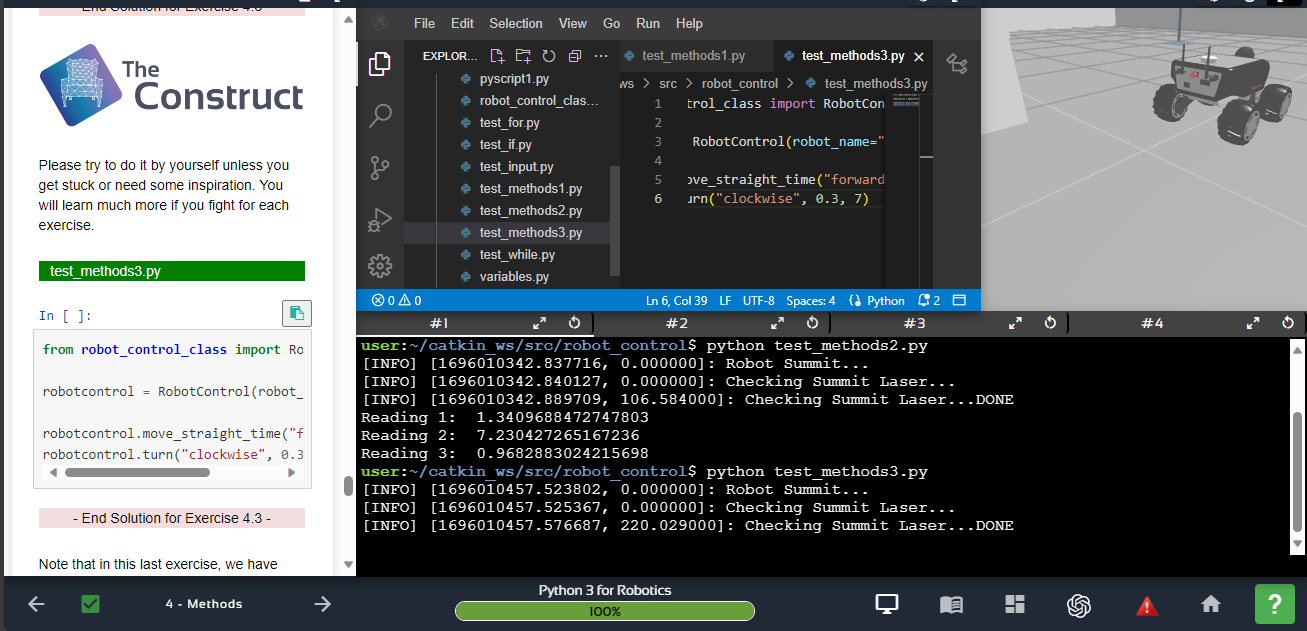 - End Solution for Exercise 4.3 -
The
Construct
Please try to do it by yourself unless you
get stuck or need some inspiration. You
will learn much more if you fight for each
exercise.
test_methods3.py
In [ ]:
from robot_control_class import Ro
robotcontrol = RobotControl(robot_
robotcontrol.move_straight_time("f
robotcontrol.turn("clockwise", 0.3
- End Solution for Exercise 4.3 -
Note that in this last exercise, we have
File Edit Selection View Go Run Help
EXPLOR...
pyscript1.py
robot_control_clas...
test_for.py
test_if.py
test_input.py
test_methods1.py
test_methods2.py
test_methods3.py
test_while.py
variables.py
test_methods1.py test_methods3.py
ws > src > robot_control > test_methods3.py
1 trol_class import RobotCon
2
3 RobotControl(robot_name="
4
5 ove_straight_time("forward
6 urn("clockwise", 0.3, 7)
0 0 Ln 6, Col 39 LF UTF-8 Spaces: 4 Python 2
#1 #2 #3 #4
user:~/catkin_ws/src/robot_control$ python test_methods2.py
[INFO] [1696010342.837716, 0.000000]: Robot Summit...
[INFO] [1696010342.840127, 0.000000]: Checking Summit Laser...
[INFO] [1696010342.889709, 106.584000]: Checking Summit Laser...DONE
Reading 1: 1.3409688472747803
Reading 2: 7.230427265167236
Reading 3: 0.9682883024215698
user:~/catkin_ws/src/robot_control$ python test_methods3.py
[INFO] [1696010457.523802, 0.000000]: Robot Summit...
[INFO] [1696010457.525367, 0.000000]: Checking Summit Laser...
[INFO] [1696010457.576687, 220.029000]: Checking Summit Laser...DONE
4 - Methods
Python 3 for Robotics
100%
?